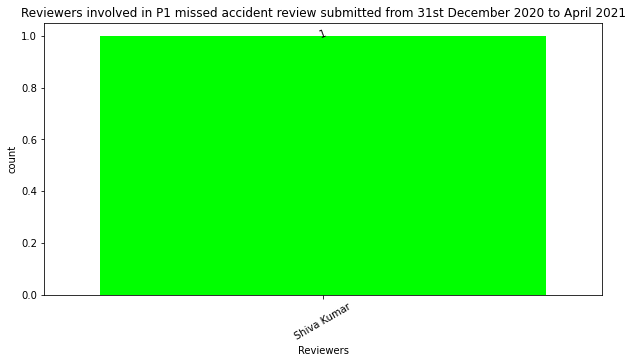 Reviewers involved in P1 missed accident review submitted from 31st December 2020 to April 2021
1
1.0
0.8
0.6
0.4
0.2
0.0
count
Shiva Kumar
Reviewers